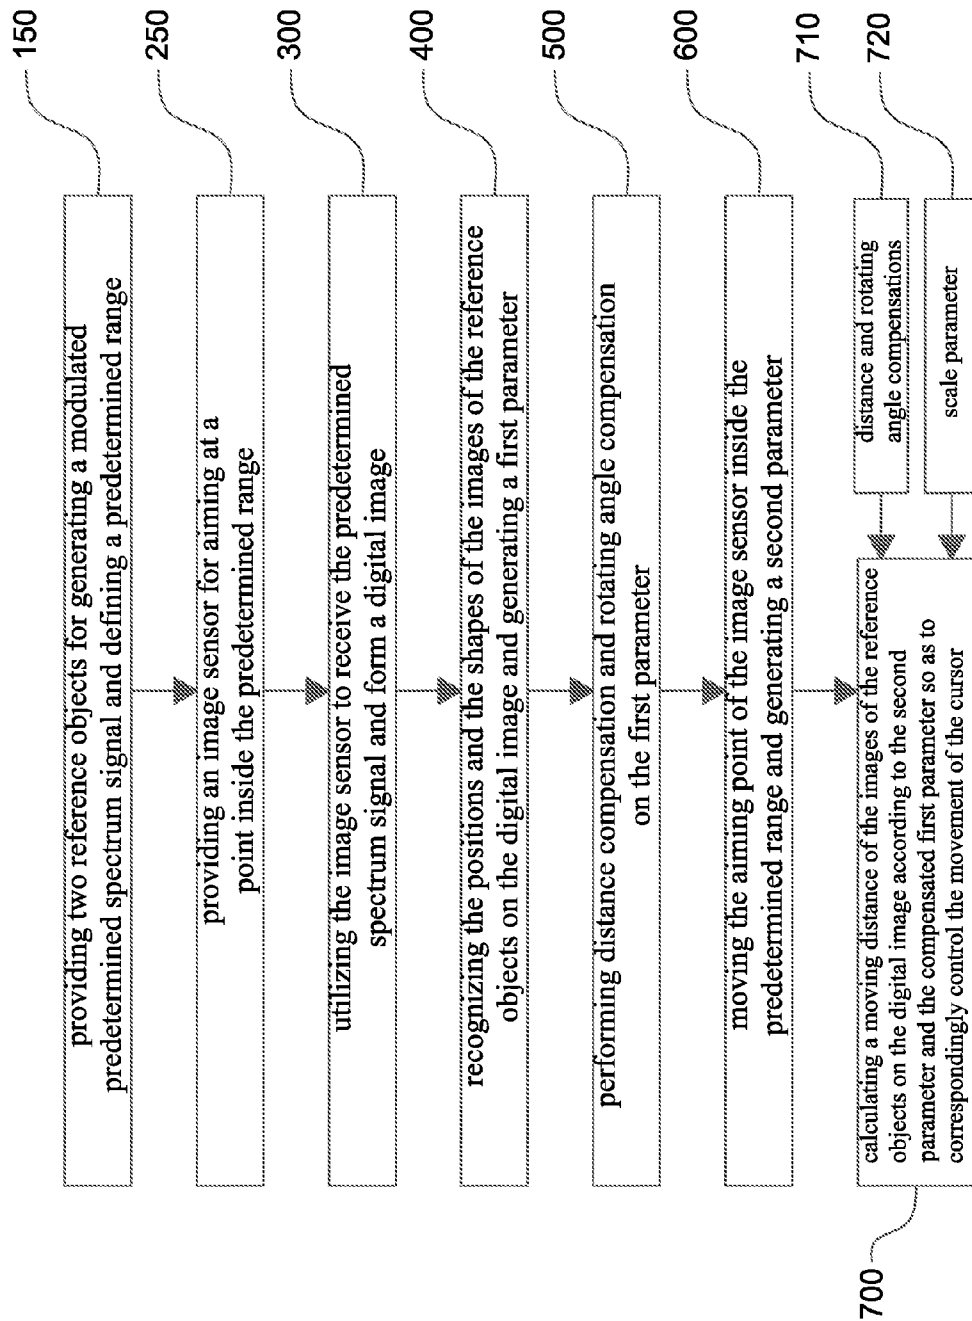 150
providing two reference objects for generating a modulated
predetermined spectrum signal and defining a predetermined range
250
providing an image sensor for aiming at a
point inside the predetermined range
300
utilizing the image sensor to receive the predetermined
spectrum signal and form a digital image
400
recognizing the positions and the shapes of the images of the reference
objects on the digital image and generating a first parameter
500
performing distance compensation and rotating angle compensation
on the first parameter
600
moving the aiming point of the image sensor inside the
predetermined range and generating a second parameter
710
distance and rotating
angle compensations
720
scale parameter
700
calculating a moving distance of the images of the reference
objects on the digital image according to the second
parameter and the compensated first parameter so as to
correspondingly control the movement of the cursor